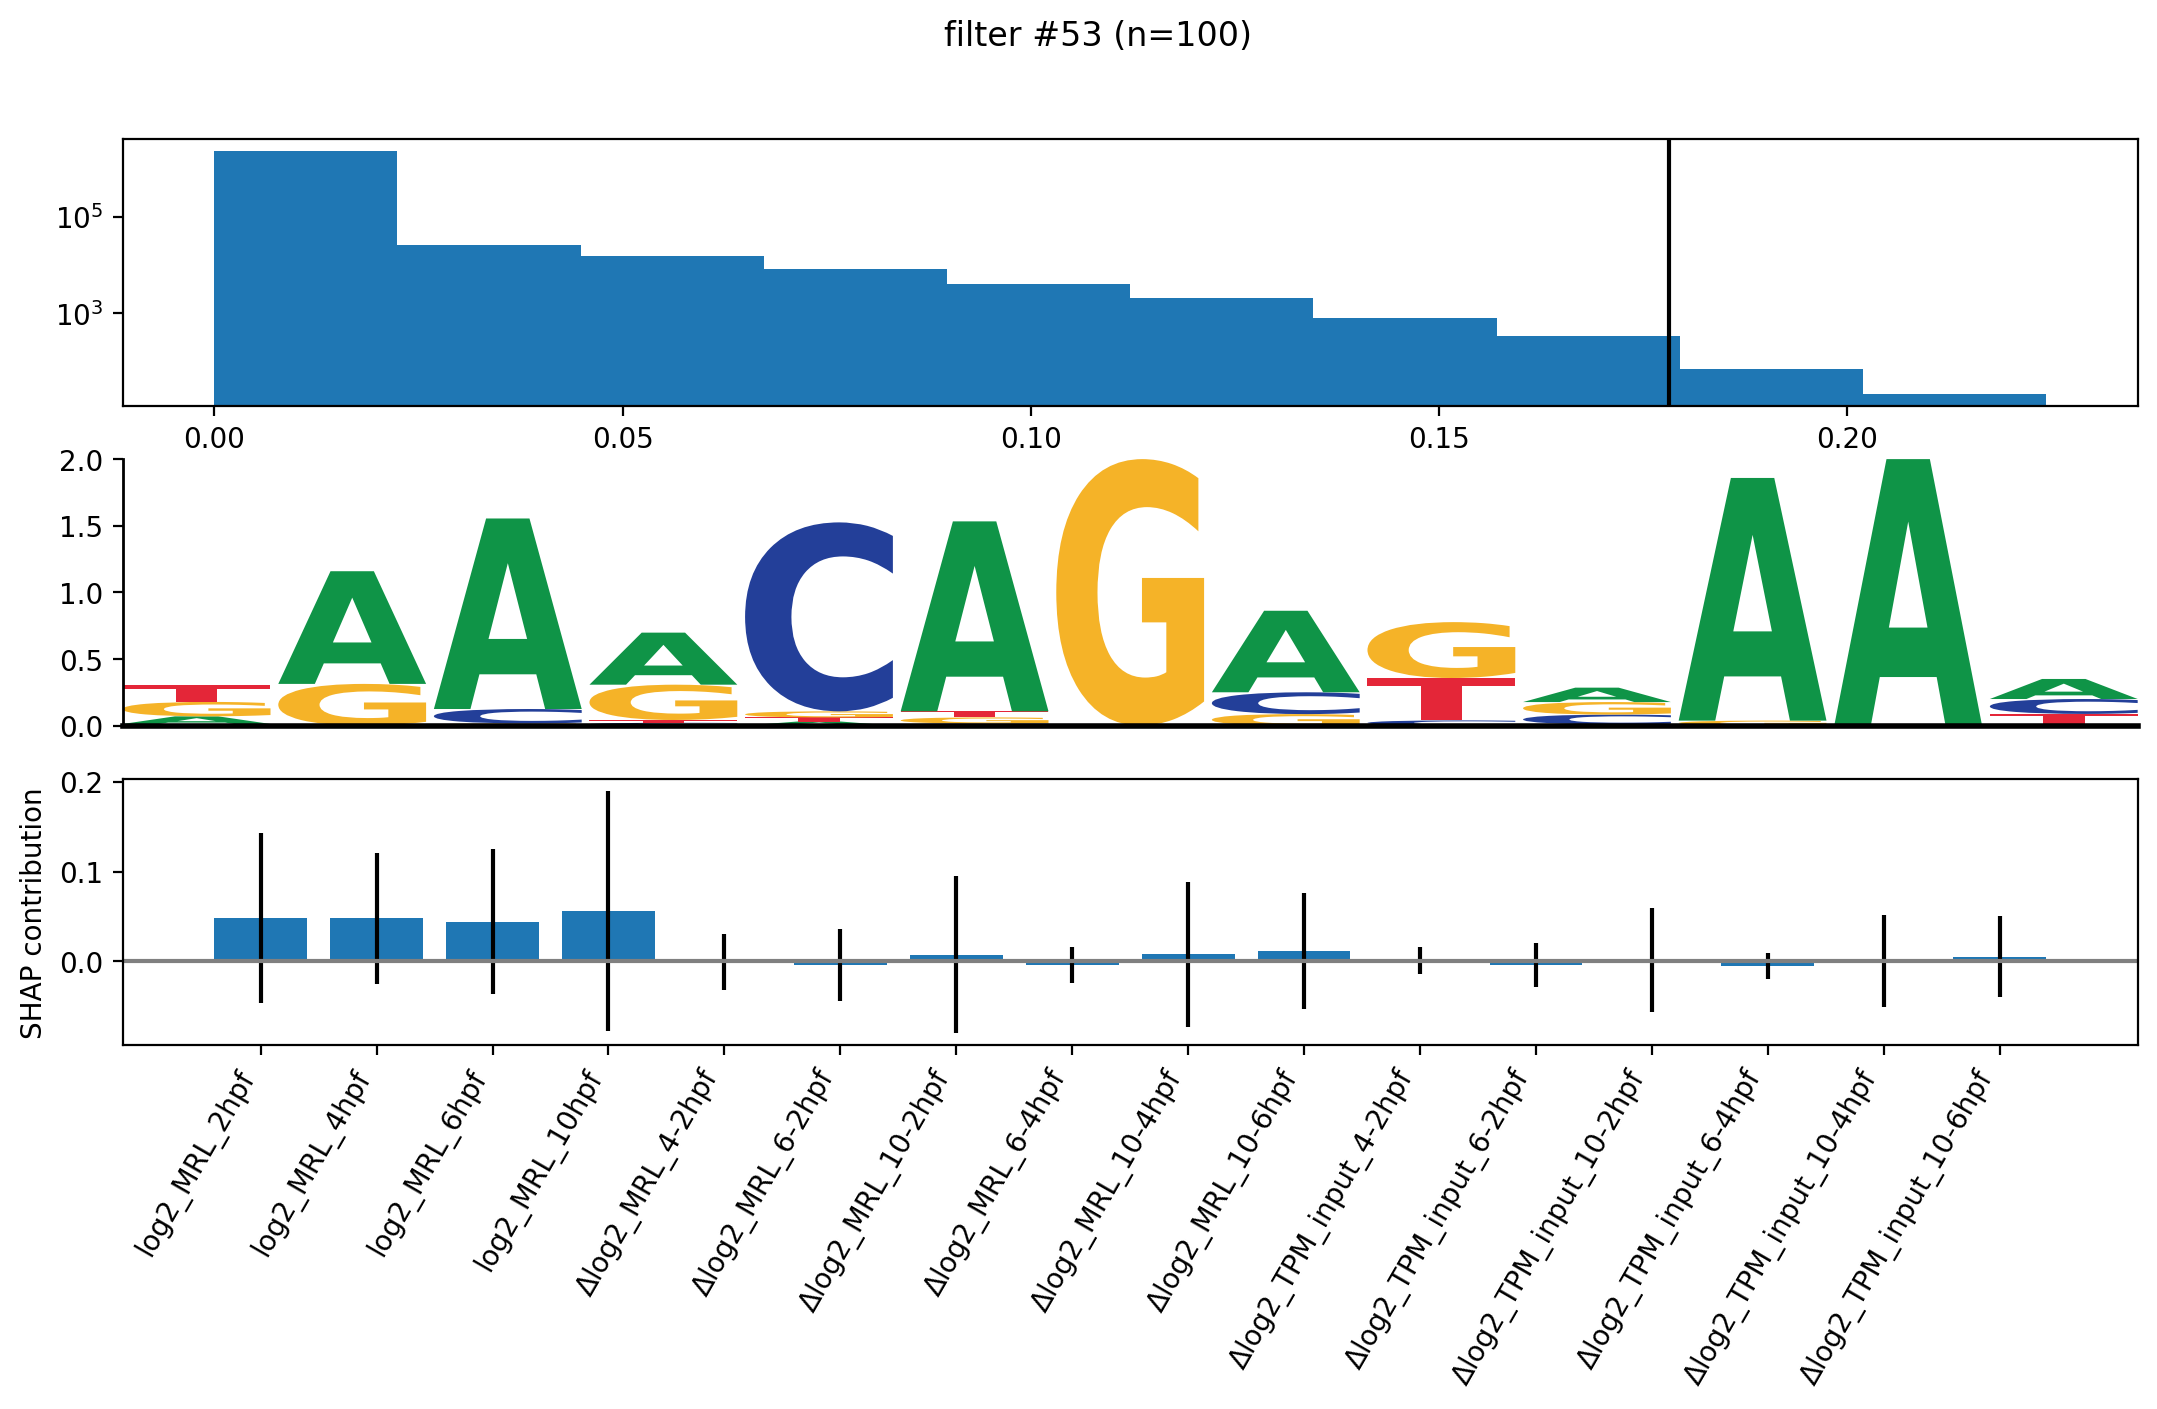 filter #53 (n=100)
10^5
10^3
0.00 0.05 0.10 0.15 0.20
2.0
1.5
1.0
0.5
0.0
T A A A C A G A G A A A A
G G C G G T C T G C
A T T G C G C T
A
SHAP contribution
0.2
0.1
0.0
log2_MRL_2hpf
log2_MRL_4hpf
log2_MRL_6hpf
log2_MRL_10hpf
Δlog2_MRL_4-2hpf
Δlog2_MRL_6-2hpf
Δlog2_MRL_10-2hpf
Δlog2_MRL_6-4hpf
Δlog2_MRL_10-4hpf
Δlog2_MRL_10-6hpf
Δlog2_TPM_input_4-2hpf
Δlog2_TPM_input_6-2hpf
Δlog2_TPM_input_10-2hpf
Δlog2_TPM_input_6-4hpf
Δlog2_TPM_input_10-4hpf
Δlog2_TPM_input_10-6hpf